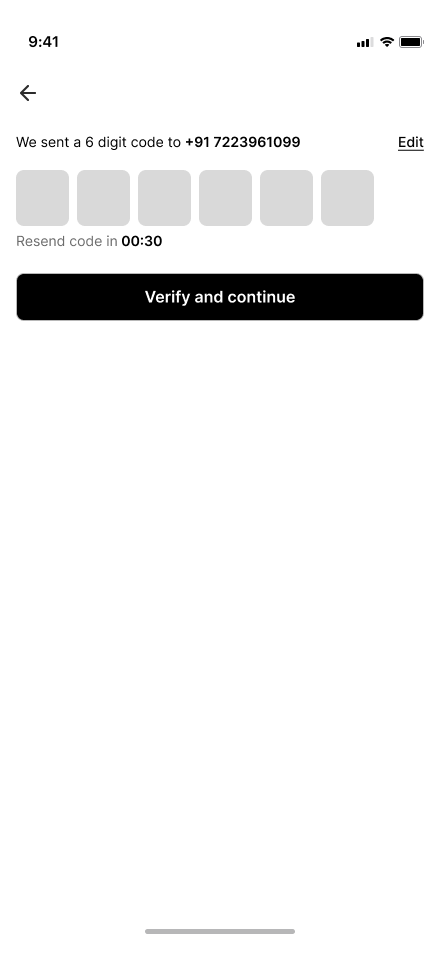 9:41
We sent a 6 digit code to +91 7223961099 Edit
Resend code in 00:30
Verify and continue